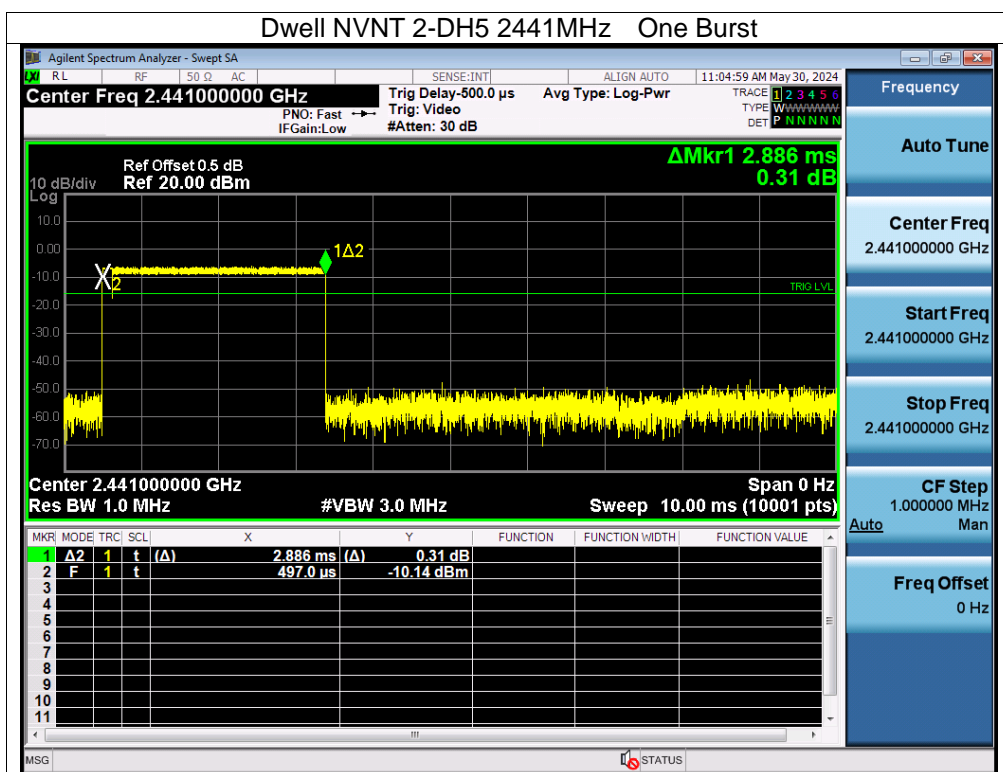 Dwell NVNT 2-DH5 2441MHz One Burst
Agilent Spectrum Analyzer - Swept SA
LXI RL RF 50 Ω AC SENSE:INT ALIGN AUTO 11:04:59 AM May 30, 2024
Center Freq 2.441000000 GHz
PNO: Fast
IFGain:Low
Trig Delay-500.0 µs
Trig: Video
#Atten: 30 dB
Avg Type: Log-Pwr
TRACE 1 2 3 4 5 6
TYPE WWWWWWW
DET P N N N N N
ΔMkr1 2.886 ms
0.31 dB
Ref Offset 0.5 dB
10 dB/div Ref 20.00 dBm
Log
10.0
0.00
-10.0
-20.0
-30.0
-40.0
-50.0
-60.0
-70.0
1Δ2
X2
TRIG LVL
Center 2.441000000 GHz Span 0 Hz
Res BW 1.0 MHz #VBW 3.0 MHz Sweep 10.00 ms (10001 pts)
MKR MODE TRC SCL X Y FUNCTION FUNCTION WIDTH FUNCTION VALUE
1 Δ2 1 t (Δ) 2.886 ms (Δ) 0.31 dB
2 F 1 t 497.0 µs -10.14 dBm
3
4
5
6
7
8
9
10
11
MSG STATUS
Frequency
Auto Tune
Center Freq
2.441000000 GHz
Start Freq
2.441000000 GHz
Stop Freq
2.441000000 GHz
CF Step
1.000000 MHz
Auto Man
Freq Offset
0 Hz